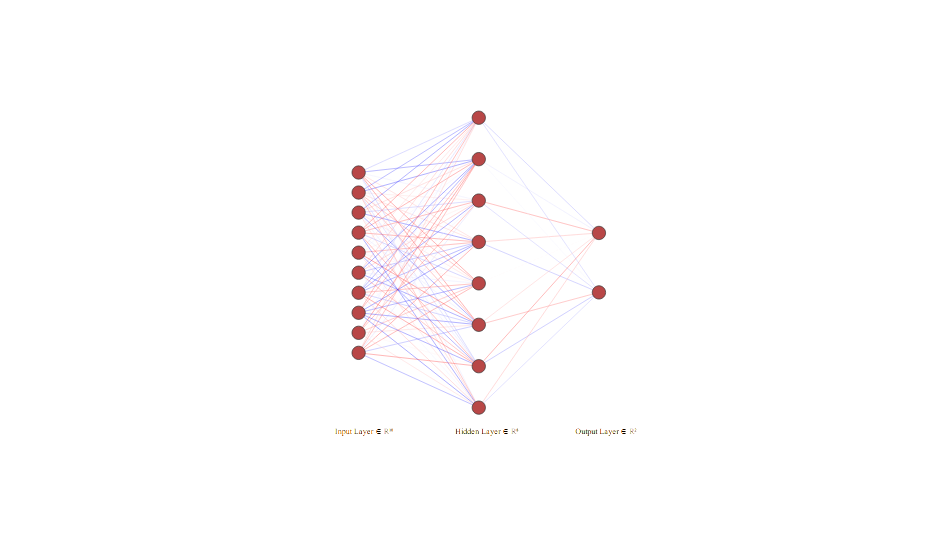 Input Layer ∈ ℝ¹⁰
Hidden Layer ∈ ℝ⁸
Output Layer ∈ ℝ²